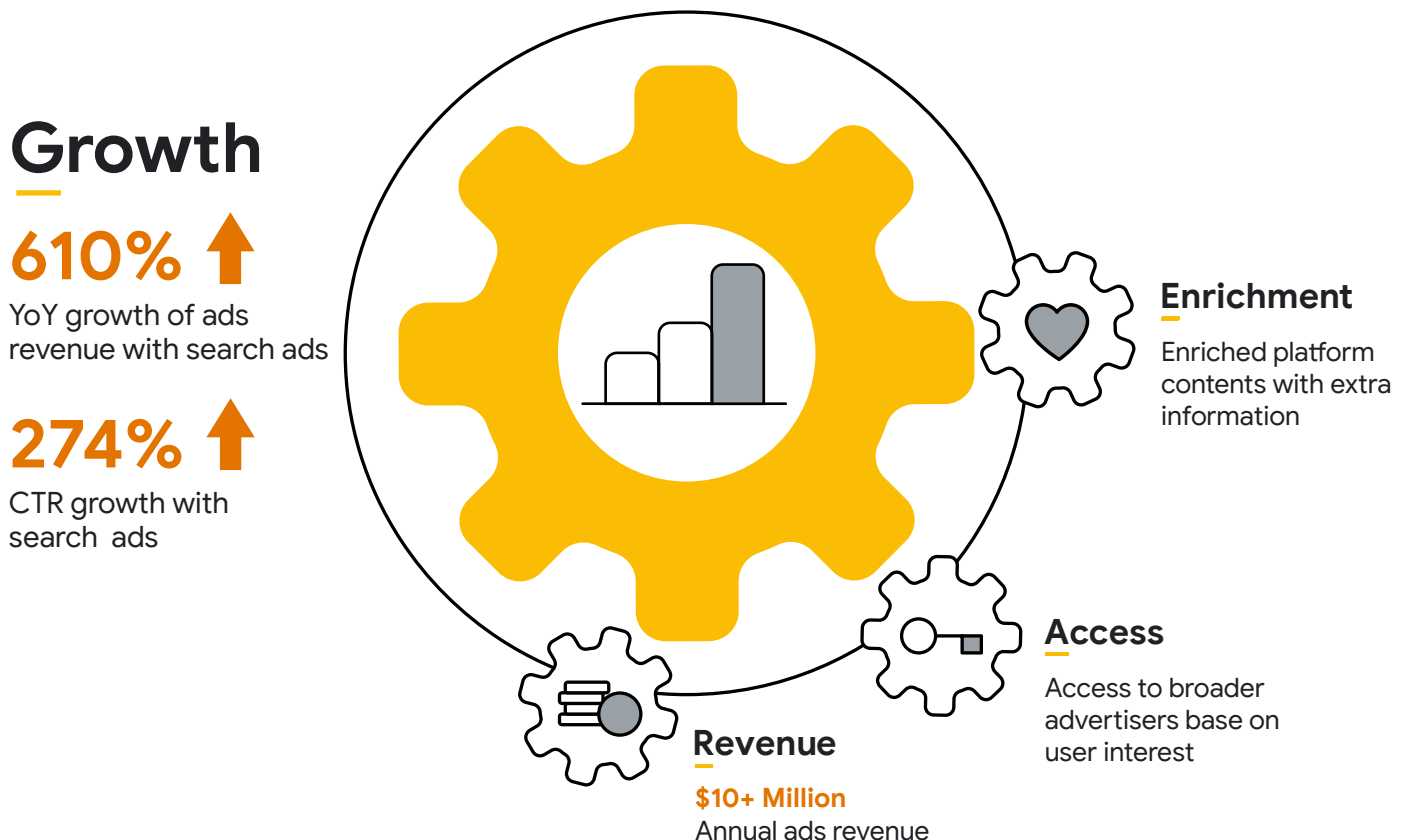 Growth
610%
YoY growth of ads
revenue with search ads
274%
CTR growth with
search ads
Enrichment
Enriched platform
contents with extra
information
Access
Access to broader
advertisers base on
user interest
Revenue
$10+ Million
Annual ads revenue